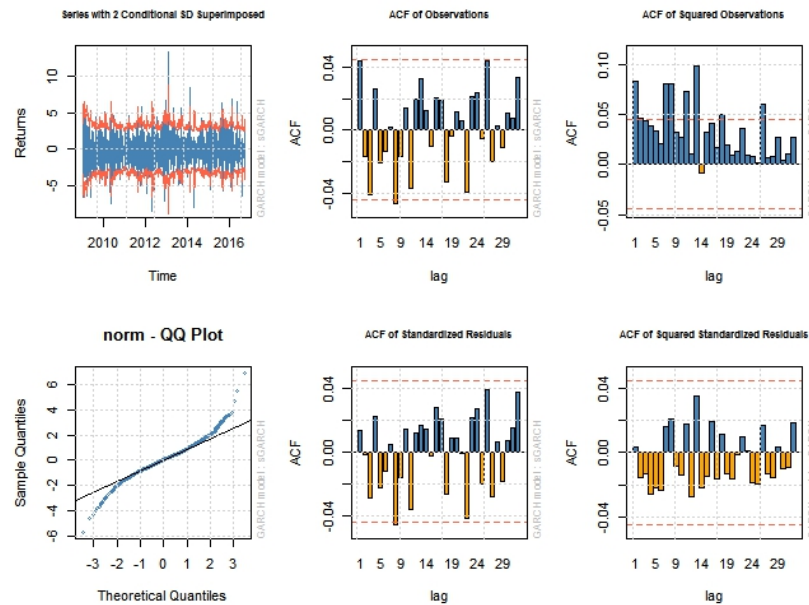 Series with 2 Conditional SD Superimposed
Returns
10
5
0
-5
2010 2012 2014 2016
Time
GARCH model : sGARCH
ACF of Observations
ACF
0.04
0.00
-0.04
1 5 9 14 19 24 29
lag
GARCH model : sGARCH
ACF of Squared Observations
ACF
0.10
0.05
0.00
-0.05
1 5 9 14 19 24 29
lag
GARCH model : sGARCH
norm - QQ Plot
Sample Quantiles
6
4
2
0
-2
-4
-6
-3 -2 -1 0 1 2 3
Theoretical Quantiles
GARCH model : sGARCH
ACF of Standardized Residuals
ACF
0.04
0.00
-0.04
1 5 9 14 19 24 29
lag
GARCH model : sGARCH
ACF of Squared Standardized Residuals
ACF
0.04
0.00
-0.04
1 5 9 14 19 24 29
lag
GARCH model : sGARCH